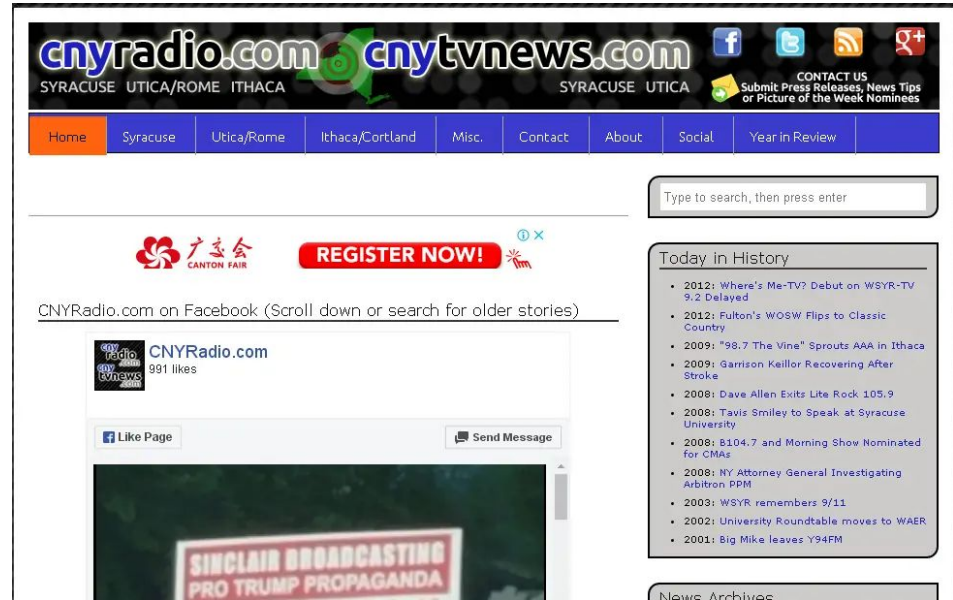 cnyradio.com cnytvnews.com
SYRACUSE UTICA/ROME ITHACA
SYRACUSE UTICA
CONTACT US
Submit Press Releases, News Tips
or Picture of the Week Nominees
Home Syracuse Utica/Rome Ithaca/Cortland Misc. Contact About Social Year in Review
Type to search, then press enter
广交会
CANTON FAIR
REGISTER NOW!
CNYRadio.com on Facebook (Scroll down or search for older stories)
cnyradio.com
cnytvnews.com
CNYRadio.com
991 likes
Like Page
Send Message
SINCLAIR BROADCASTING
PRO TRUMP PROPAGANDA
Today in History
2012: Where's Me-TV? Debut on WSYR-TV
9.2 Delayed
2012: Fulton's WOSW Flips to Classic
Country
2009: "98.7 The Vine" Sprouts AAA in Ithaca
2009: Garrison Keillor Recovering After
Stroke
2008: Dave Allen Exits Lite Rock 105.9
2008: Tavis Smiley to Speak at Syracuse
University
2008: B104.7 and Morning Show Nominated
for CMAs
2008: NY Attorney General Investigating
Arbitron PPM
2003: WSYR remembers 9/11
2002: University Roundtable moves to WAER
2001: Big Mike leaves Y94FM
News Archives